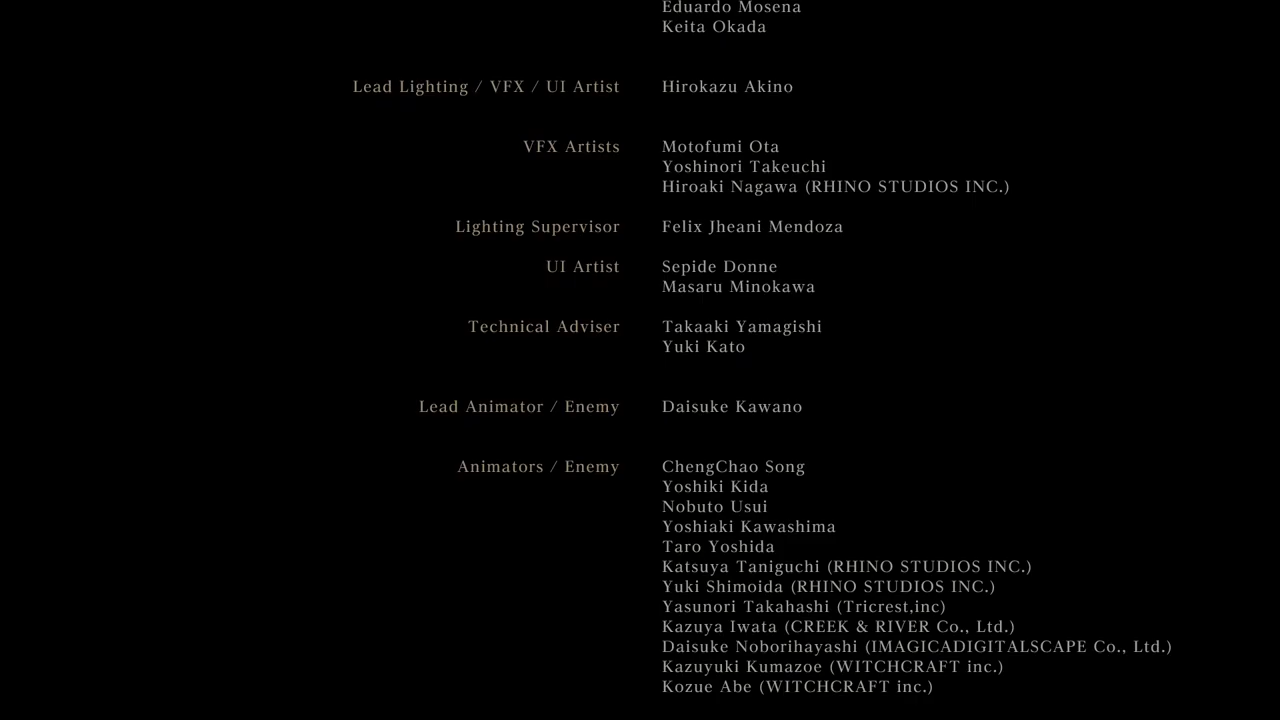 Eduardo Mosena
Keita Okada
Lead Lighting / VFX / UI Artist Hirokazu Akino
VFX Artists Motofumi Ota
Yoshinori Takeuchi
Hiroaki Nagawa (RHINO STUDIOS INC.)
Lighting Supervisor Felix Jheani Mendoza
UI Artist Sepide Donne
Masaru Minokawa
Technical Adviser Takaaki Yamagishi
Yuki Kato
Lead Animator / Enemy Daisuke Kawano
Animators / Enemy ChengChao Song
Yoshiki Kida
Nobuto Usui
Yoshiaki Kawashima
Taro Yoshida
Katsuya Taniguchi (RHINO STUDIOS INC.)
Yuki Shimoida (RHINO STUDIOS INC.)
Yasunori Takahashi (Tricrest,inc)
Kazuya Iwata (CREEK & RIVER Co., Ltd.)
Daisuke Noborihayashi (IMAGICADIGITALSCAPE Co., Ltd.)
Kazuyuki Kumazoe (WITCHCRAFT inc.)
Kozue Abe (WITCHCRAFT inc.)